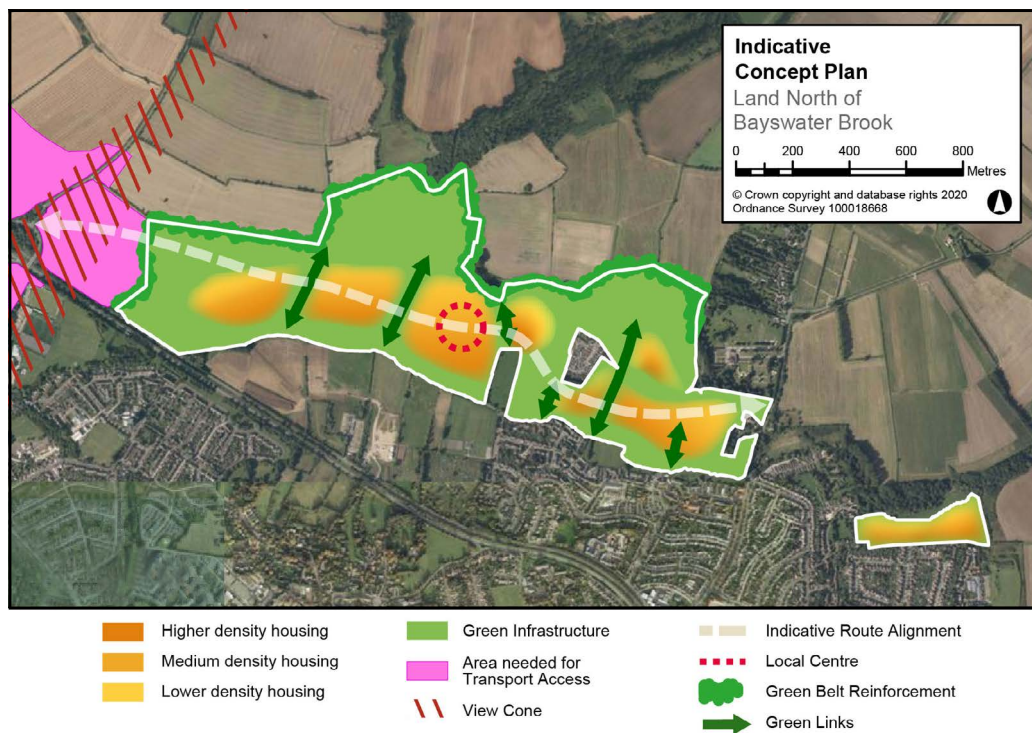 Indicative
Concept Plan
Land North of
Bayswater Brook
0 200 400 600 800
Metres
© Crown copyright and database rights 2020
Ordnance Survey 100018668
Higher density housing
Medium density housing
Lower density housing
Green Infrastructure
Area needed for
Transport Access
View Cone
Indicative Route Alignment
Local Centre
Green Belt Reinforcement
Green Links